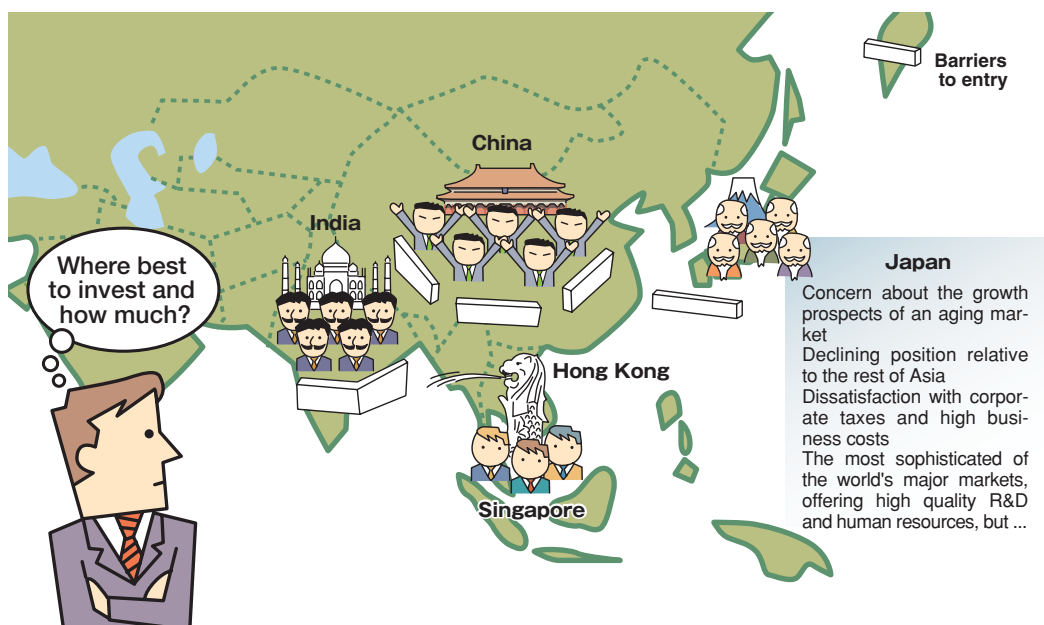 Barriers
to entry
China
India
Where best
to invest and
how much?
Japan
Concern about the growth
prospects of an aging mar-
ket
Declining position relative
to the rest of Asia
Dissatisfaction with corpor-
ate taxes and high busi-
ness costs
The most sophisticated of
the world's major markets,
offering high quality R&D
and human resources, but ...
Hong Kong
Singapore